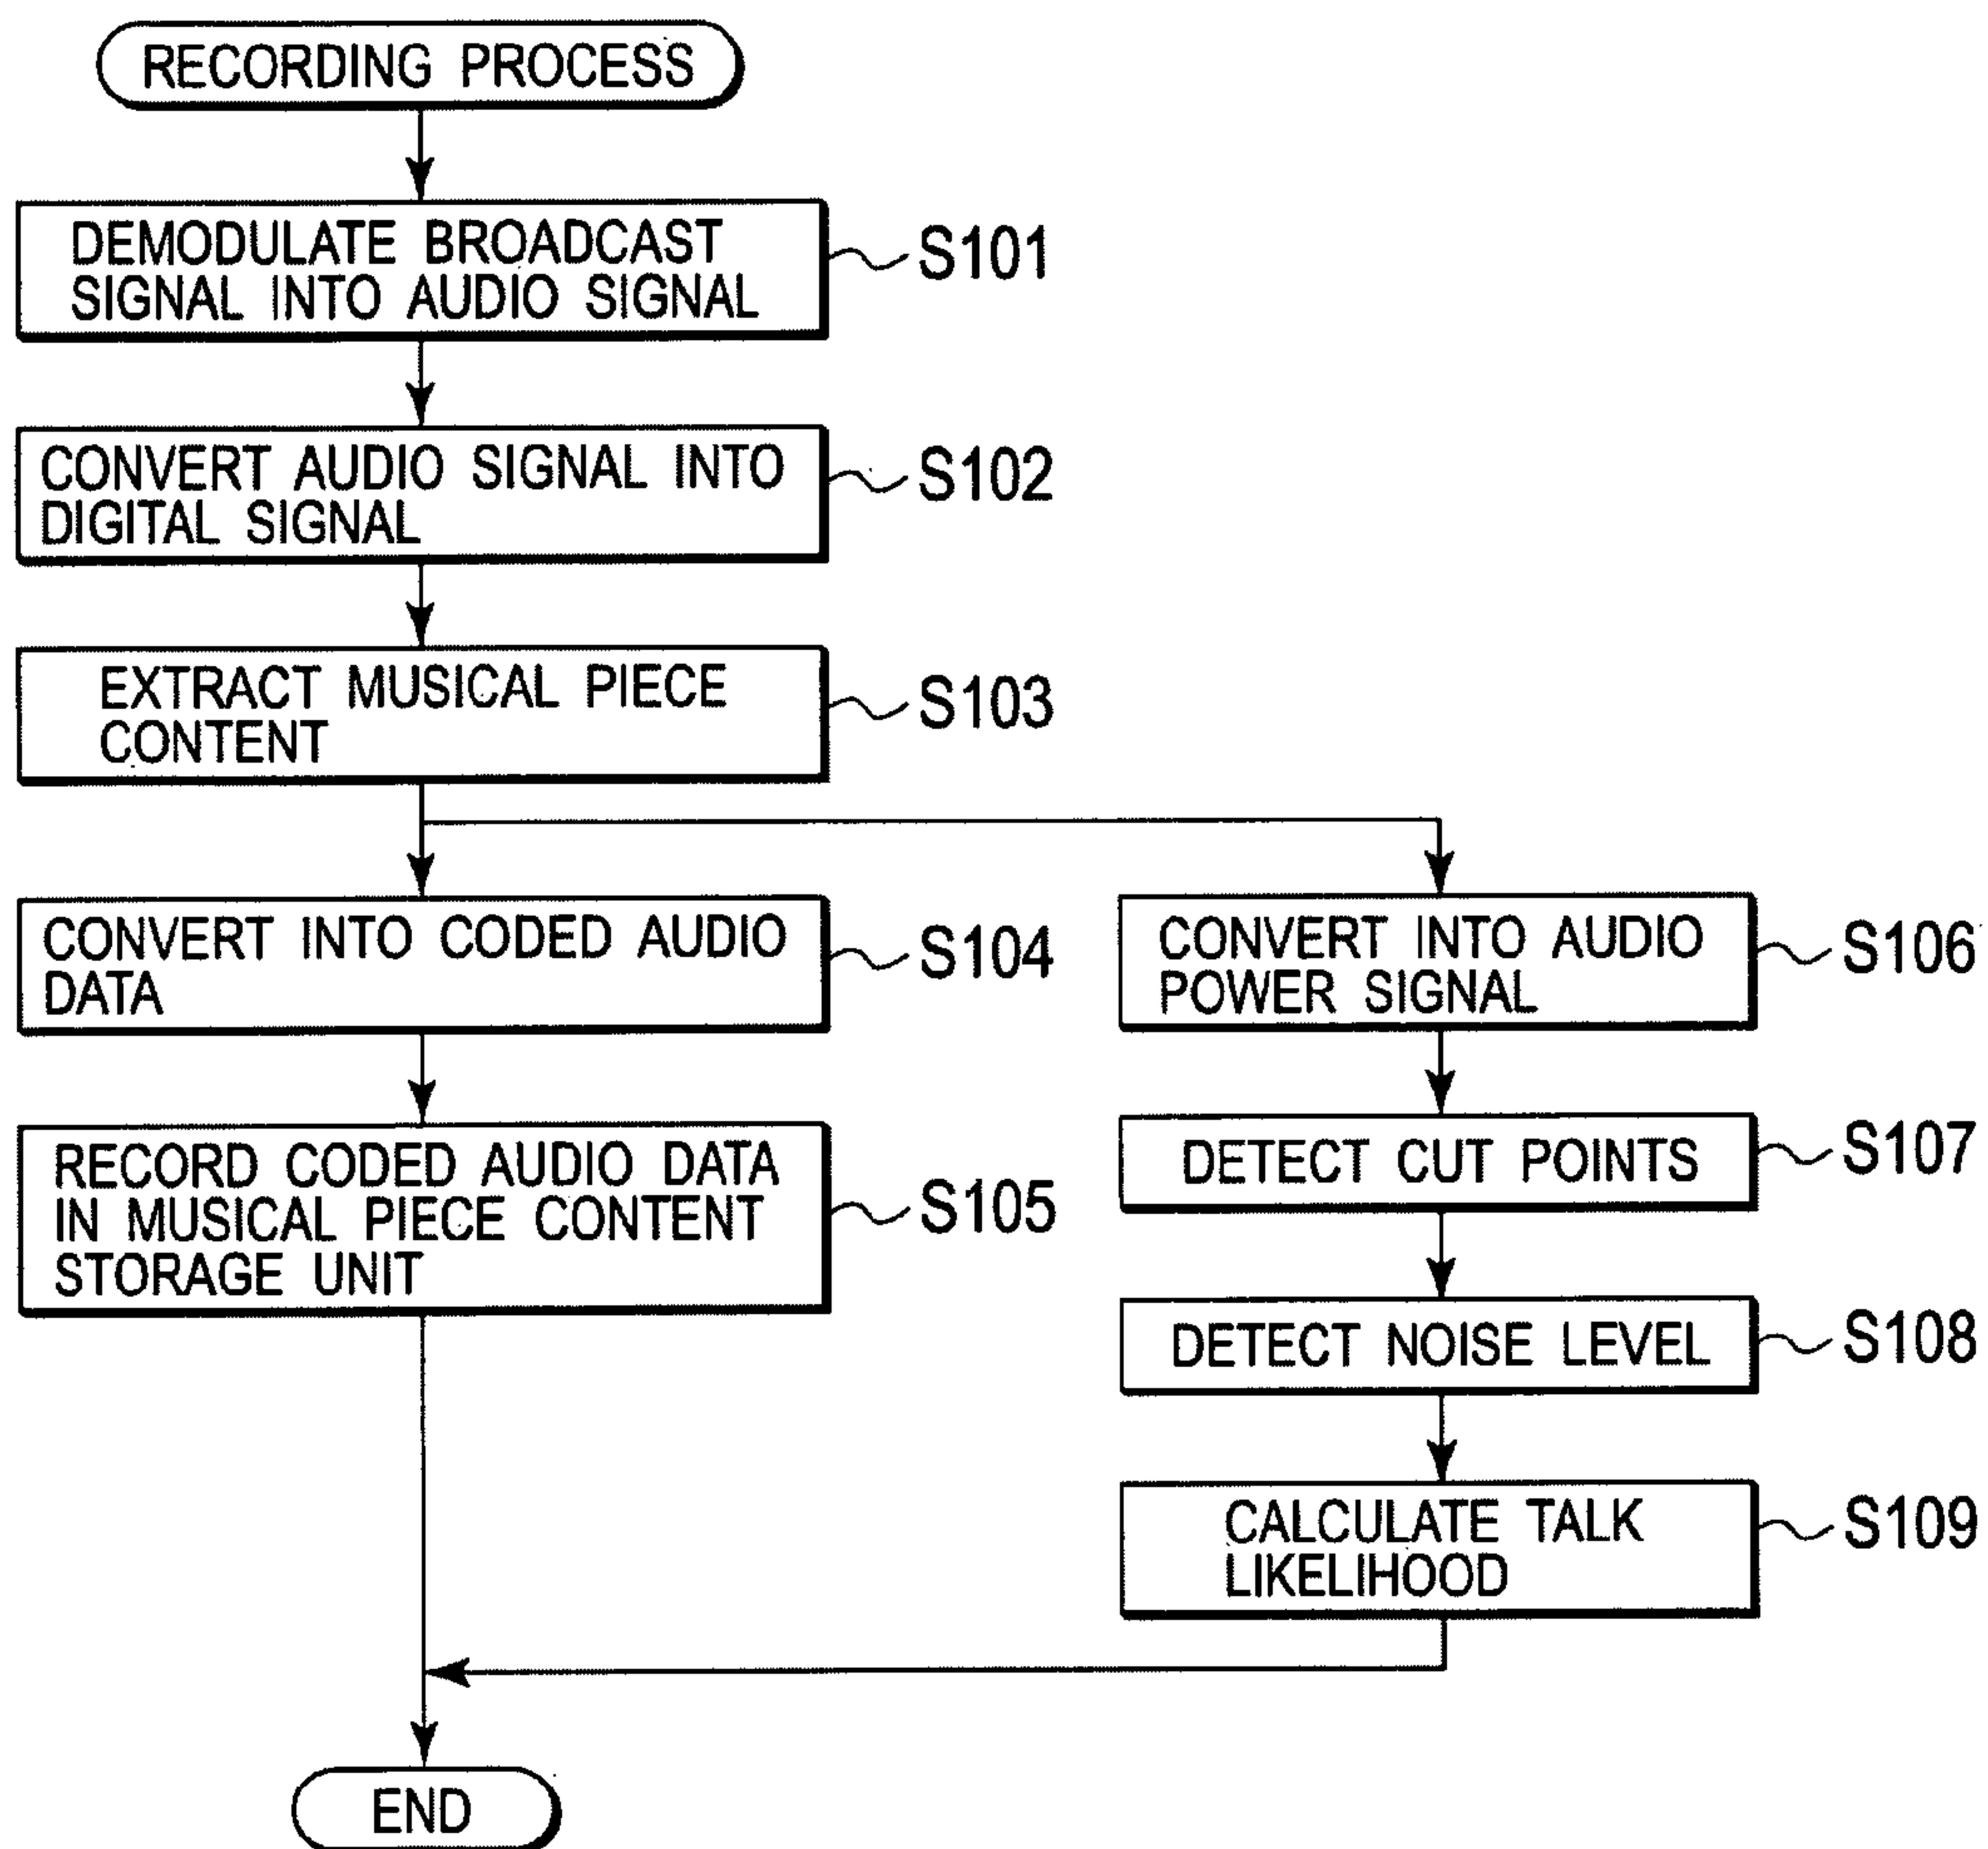 RECORDING PROCESS
DEMODULATE BROADCAST
SIGNAL INTO AUDIO SIGNAL
S101
CONVERT AUDIO SIGNAL INTO
DIGITAL SIGNAL
S102
EXTRACT MUSICAL PIECE
CONTENT
S103
CONVERT INTO CODED AUDIO
DATA
S104
RECORD CODED AUDIO DATA
IN MUSICAL PIECE CONTENT
STORAGE UNIT
S105
CONVERT INTO AUDIO
POWER SIGNAL
S106
DETECT CUT POINTS
S107
DETECT NOISE LEVEL
S108
CALCULATE TALK
LIKELIHOOD
S109
END